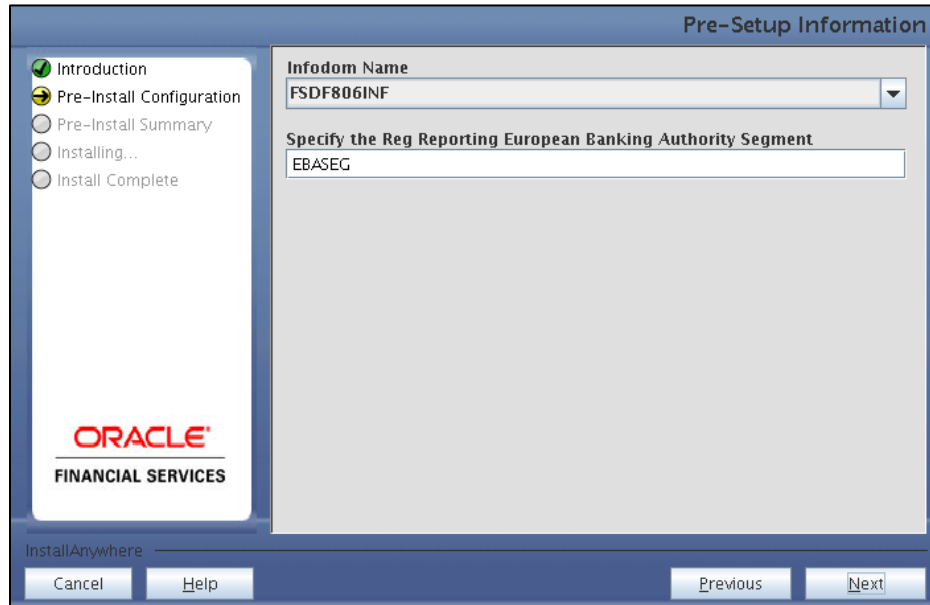 Pre-Setup Information
Introduction
Pre-Install Configuration
Pre-Install Summary
Installing...
Install Complete
ORACLE'
FINANCIAL SERVICES
Infodom Name
FSDF806INF
Specify the Reg Reporting European Banking Authority Segment
EBASEG
InstallAnywhere
Cancel
Help
Previous
Next